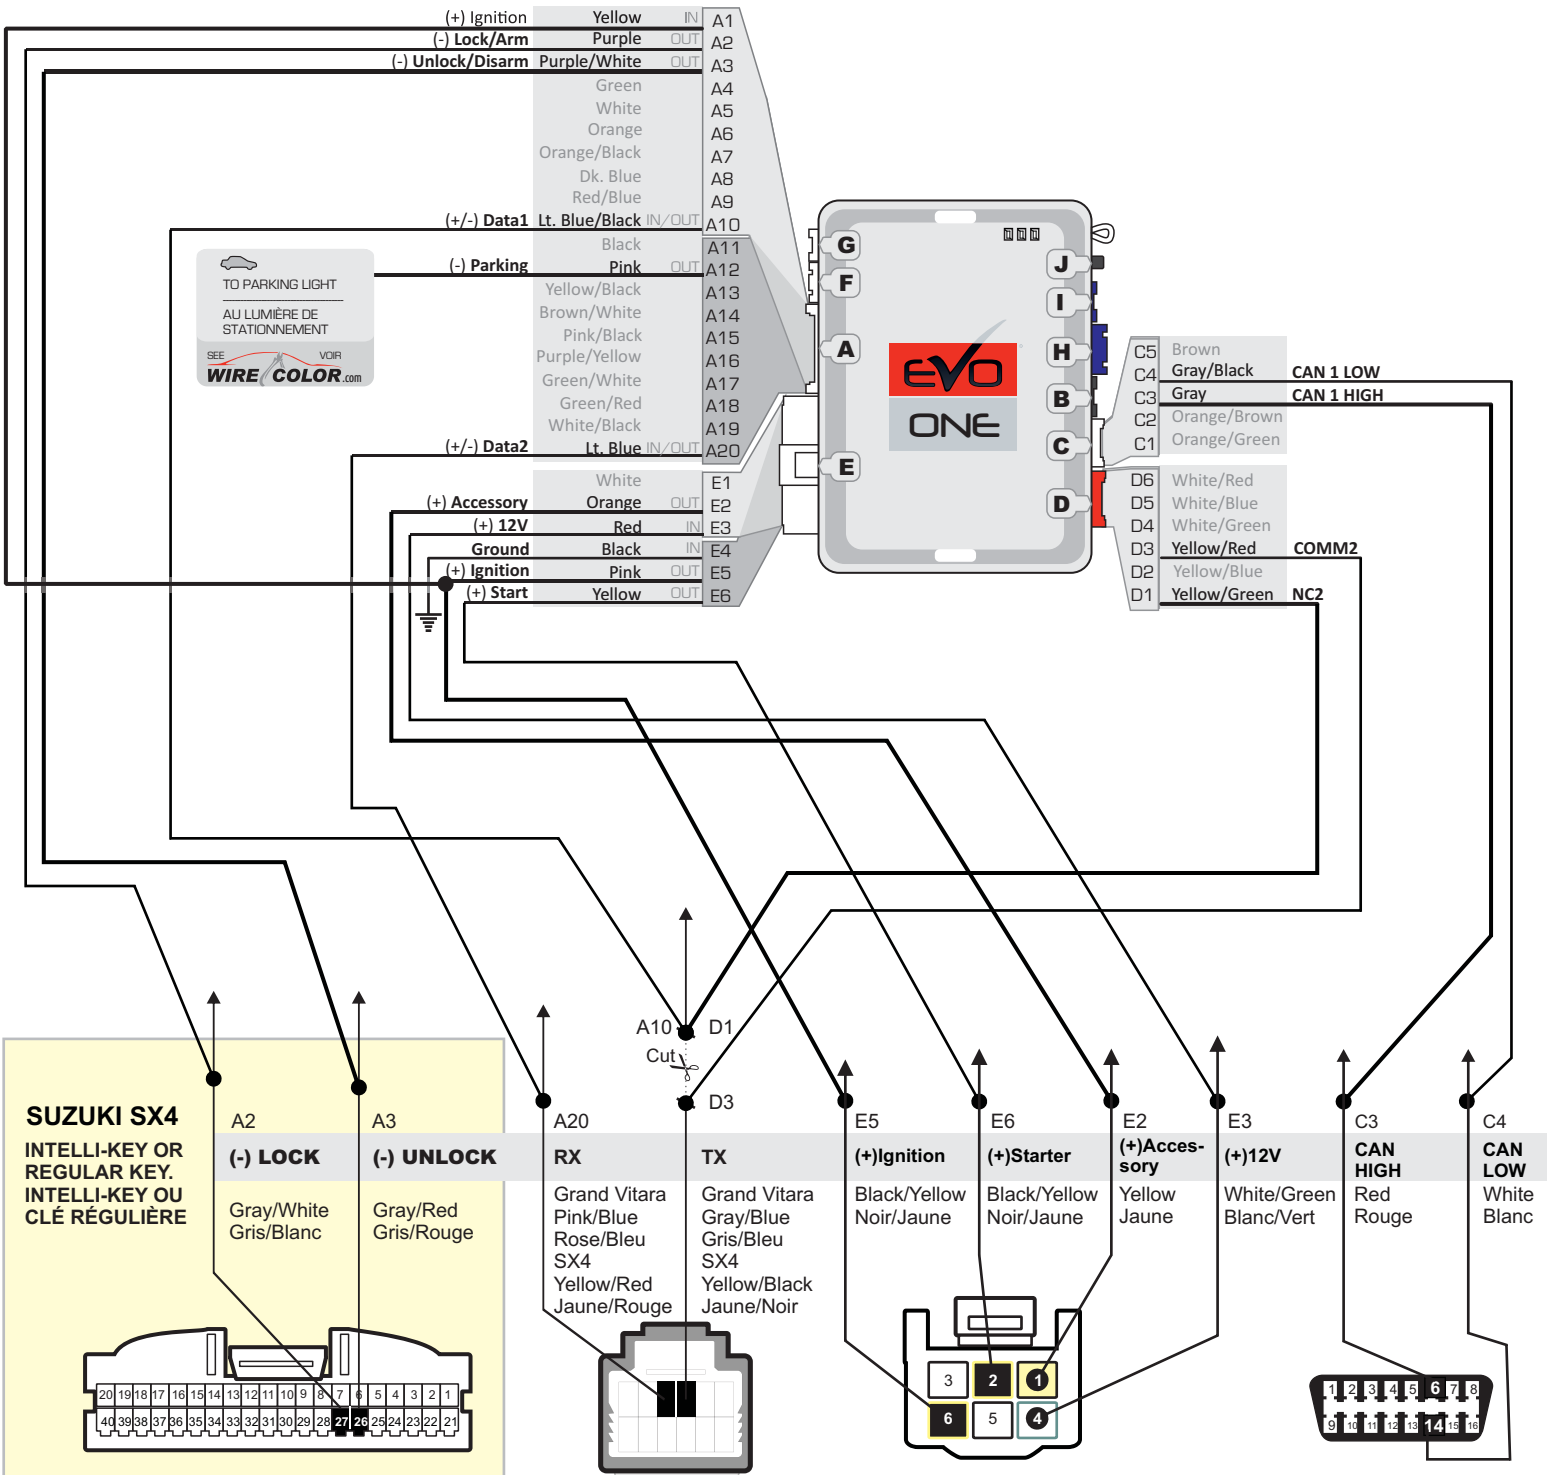 (+) Ignition Yellow IN A1
(-) Lock/Arm Purple OUT A2
(-) Unlock/Disarm Purple/White OUT A3
Green A4
White A5
Orange A6
Orange/Black A7
Dk. Blue A8
Red/Blue A9
(+/-) Data1 Lt. Blue/Black IN/OUT A10
Black A11
(-) Parking Pink OUT A12
Yellow/Black A13
Brown/White A14
Pink/Black A15
Purple/Yellow A16
Green/White A17
Green/Red A18
White/Black A19
(+/-) Data2 Lt. Blue IN/OUT A20
White E1
(+) Accessory Orange OUT E2
(+) 12V Red IN E3
Ground Black IN E4
(+) Ignition Pink OUT E5
(+) Start Yellow OUT E6
TO PARKING LIGHT
AU LUMIÈRE DE
STATIONNEMENT
SEE VOIR
WIRE COLOR.com
G
F
A
E
J
I
H
B
C
D
EVO
ONE
C5 Brown
C4 Gray/Black CAN 1 LOW
C3 Gray CAN 1 HIGH
C2 Orange/Brown
C1 Orange/Green
D6 White/Red
D5 White/Blue
D4 White/Green
D3 Yellow/Red COMM2
D2 Yellow/Blue
D1 Yellow/Green NC2
A10 D1
Cut
D3
SUZUKI SX4
INTELLI-KEY OR
REGULAR KEY.
INTELLI-KEY OU
CLÉ RÉGULIÈRE
A2
(-) LOCK
Gray/White
Gris/Blanc
A3
(-) UNLOCK
Gray/Red
Gris/Rouge
A20
RX
Grand Vitara
Pink/Blue
Rose/Bleu
SX4
Yellow/Red
Jaune/Rouge
TX
Grand Vitara
Gray/Blue
Gris/Bleu
SX4
Yellow/Black
Jaune/Noir
E5
(+)Ignition
Black/Yellow
Noir/Jaune
E6
(+)Starter
Black/Yellow
Noir/Jaune
E2
(+)Acces-
sory
Yellow
Jaune
E3
(+)12V
White/Green
Blanc/Vert
C3
CAN
HIGH
Red
Rouge
C4
CAN
LOW
White
Blanc
20 19 18 17 16 15 14 13 12 11 10 9 8 7 6 5 4 3 2 1
40 39 38 37 36 35 34 33 32 31 30 29 28 27 26 25 24 23 22 21
3 2 1
6 5 4
1 2 3 4 5 6 7 8
9 10 11 12 13 14 15 16